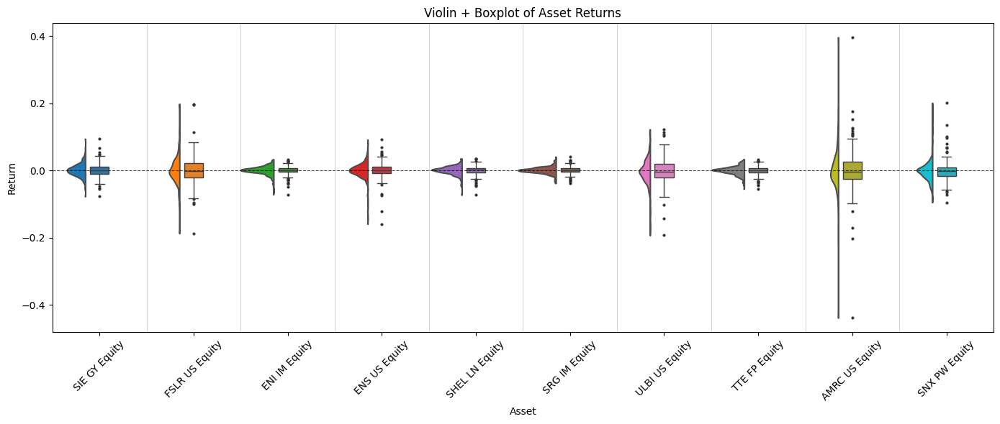 Violin + Boxplot of Asset Returns
Return
0.4
0.2
0.0
−0.2
−0.4
SIE GY Equity
FSLR US Equity
ENI IM Equity
ENS US Equity
SHEL LN Equity
SRG IM Equity
ULBI US Equity
TTE FP Equity
AMRC US Equity
SNX PW Equity
Asset